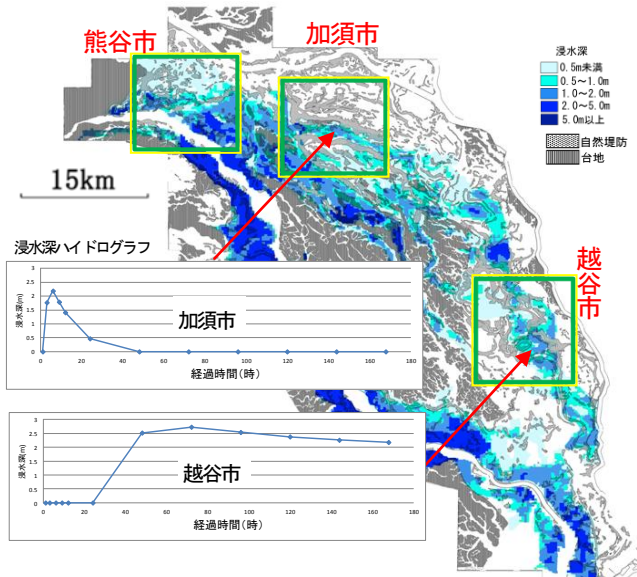 熊谷市
加須市
浸水深
0.5m未満
0.5～1.0m
1.0～2.0m
2.0～5.0m
5.0m以上
自然堤防
台地
15km
越谷市
浸水深ハイドログラフ
浸水深(m)
3
2.5
2
1.5
1
0.5
0
加須市
0 20 40 60 80 100 120 140 160 180
経過時間(時)
浸水深(m)
3
2.5
2
1.5
1
0.5
0
越谷市
0 20 40 60 80 100 120 140 160 180
経過時間(時)